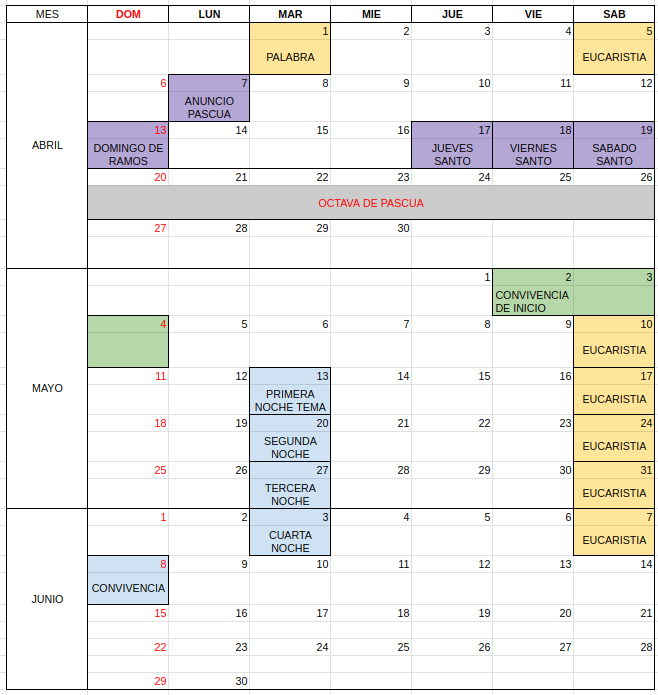 MES DOM LUN MAR MIE JUE VIE SAB
1 2 3 4 5
PALABRA EUCARISTIA
6 7 8 9 10 11 12
ANUNCIO
PASCUA
ABRIL
13 14 15 16 17 18 19
DOMINGO DE JUEVES VIERNES SABADO
RAMOS SANTO SANTO SANTO
20 21 22 23 24 25 26
OCTAVA DE PASCUA
27 28 29 30
1 2 3
CONVIVENCIA
DE INICIO
4 5 6 7 8 9 10
EUCARISTIA
MAYO
11 12 13 14 15 16 17
PRIMERA EUCARISTIA
NOCHE TEMA
18 19 20 21 22 23 24
SEGUNDA EUCARISTIA
NOCHE
25 26 27 28 29 30 31
TERCERA EUCARISTIA
NOCHE
1 2 3 4 5 6 7
CUARTA EUCARISTIA
NOCHE
JUNIO
8 9 10 11 12 13 14
CONVIVENCIA
15 16 17 18 19 20 21
22 23 24 25 26 27 28
29 30